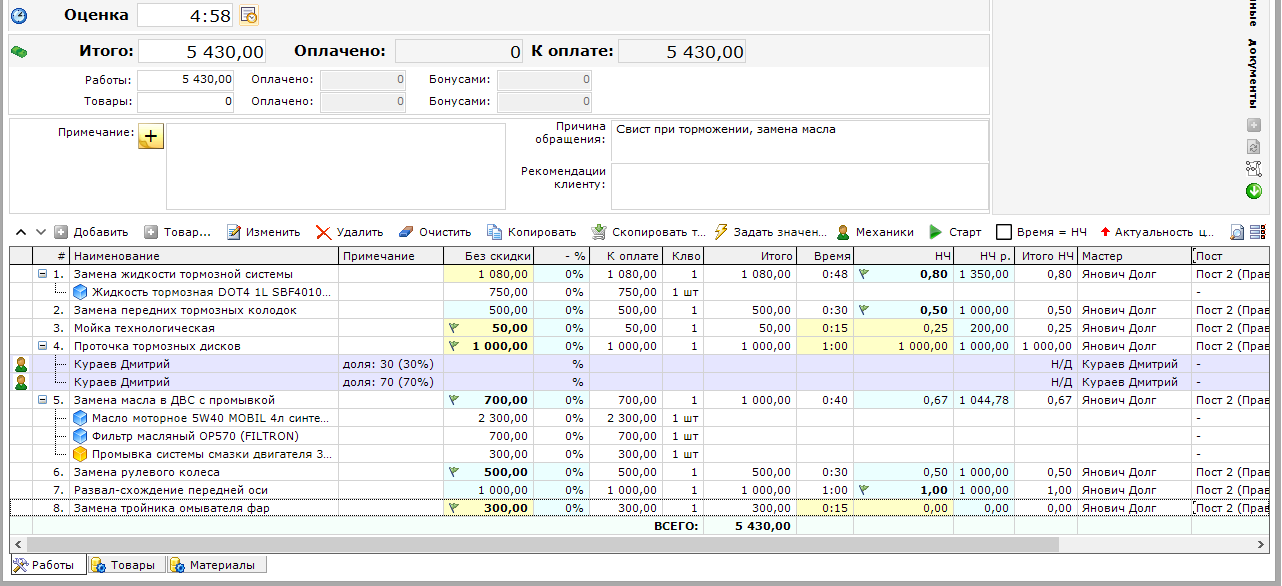 Оценка 4:58
Итого: 5 430,00 Оплачено: 0 К оплате: 5 430,00
Работы: 5 430,00 Оплачено: 0 Бонусами: 0
Товары: 0 Оплачено: 0 Бонусами: 0
Примечание:
Причина обращения: Свист при торможении, замена масла
Рекомендации клиенту:
документы
Добавить Товар... Изменить Удалить Очистить Копировать Скопировать т... Задать значен... Механики Старт Время = НЧ Актуальность ц...
# Наименование Примечание Без скидки - % К оплате Клво Итого Время НЧ НЧ р. Итого НЧ Мастер Пост
1. Замена жидкости тормозной системы 1 080,00 0% 1 080,00 1 1 080,00 0:48 0,80 1 350,00 0,80 Янович Долг Пост 2 (Прав
Жидкость тормозная DOT4 1L SBF4010... 750,00 0% 750,00 1 шт -
2. Замена передних тормозных колодок 500,00 0% 500,00 1 500,00 0:30 0,50 1 000,00 0,50 Янович Долг Пост 2 (Прав
3. Мойка технологическая 50,00 0% 50,00 1 50,00 0:15 0,25 200,00 0,25 Янович Долг Пост 2 (Прав
4. Проточка тормозных дисков 1 000,00 0% 1 000,00 1 1 000,00 1:00 1 000,00 1 000,00 1 000,00 Янович Долг Пост 2 (Прав
Кураев Дмитрий доля: 30 (30%) % Н/Д Кураев Дмитрий -
Кураев Дмитрий доля: 70 (70%) % Н/Д Кураев Дмитрий -
5. Замена масла в ДВС с промывкой 700,00 0% 700,00 1 1 000,00 0:40 0,67 1 044,78 0,67 Янович Долг Пост 2 (Прав
Масло моторное 5W40 MOBIL 4л синте... 2 300,00 0% 2 300,00 1 шт -
Фильтр масляный OP570 (FILTRON) 700,00 0% 700,00 1 шт -
Промывка системы смазки двигателя 3... 300,00 0% 300,00 1 шт -
6. Замена рулевого колеса 500,00 0% 500,00 1 500,00 0:30 0,50 1 000,00 0,50 Янович Долг Пост 2 (Прав
7. Развал-схождение передней оси 1 000,00 0% 1 000,00 1 1 000,00 1:00 1,00 1 000,00 1,00 Янович Долг Пост 2 (Прав
8. Замена тройника омывателя фар 300,00 0% 300,00 1 300,00 0:15 0,00 0,00 0,00 Янович Долг Пост 2 (Прав
ВСЕГО: 5 430,00
Работы Товары Материалы